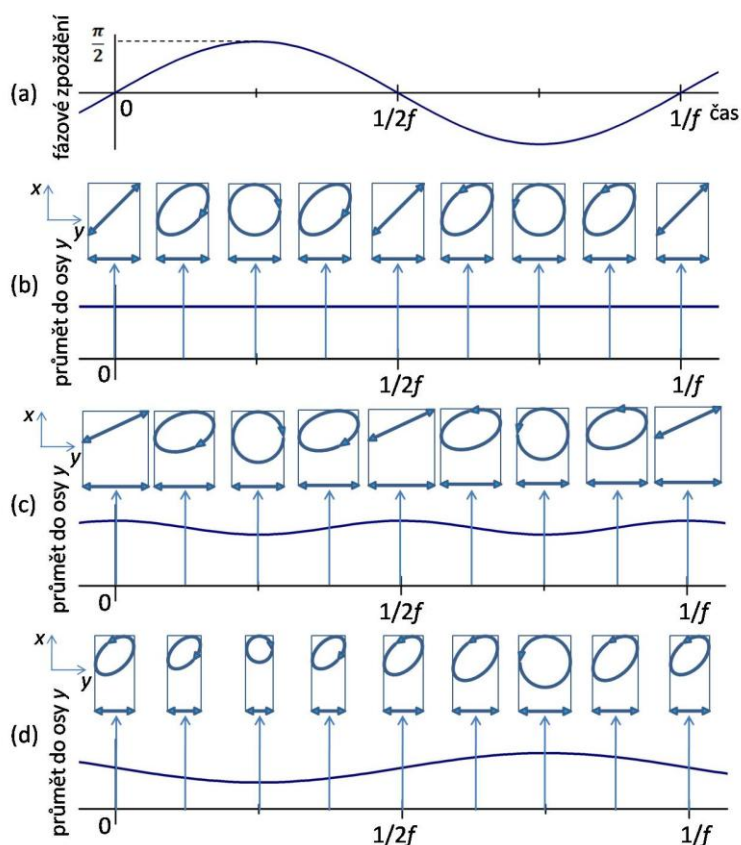 π/2
fázové zpoždění
(a)
0
1/2f
1/f
čas
x
y
průmět do osy y
(b)
0
1/2f
1/f
x
y
průmět do osy y
(c)
0
1/2f
1/f
x
y
průmět do osy y
(d)
0
1/2f
1/f